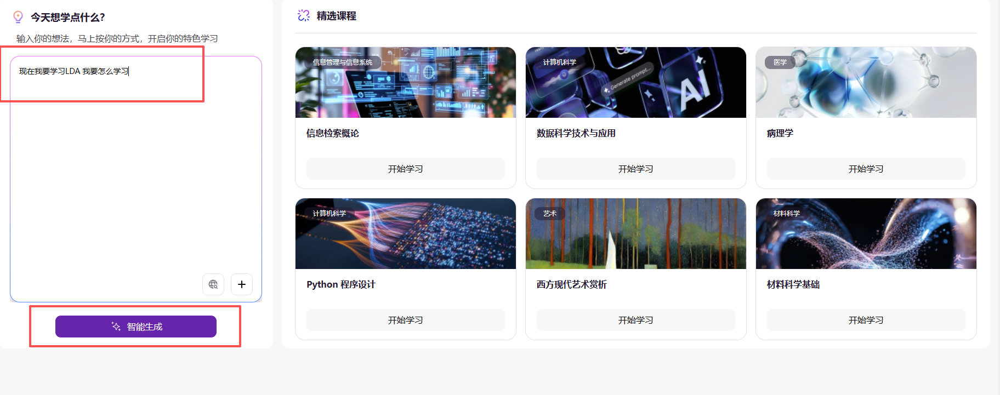 今天想学点什么?
输入你的想法，马上按你的方式，开启你的特色学习
现在我要学习LDA 我要怎么学习
智能生成
精选课程
信息管理与信息系统
信息检索概论
开始学习
计算机科学
Generate prompt...
AI
数据科学技术与应用
开始学习
医学
病理学
开始学习
计算机科学
Python 程序设计
开始学习
艺术
西方现代艺术赏析
开始学习
材料科学
材料科学基础
开始学习